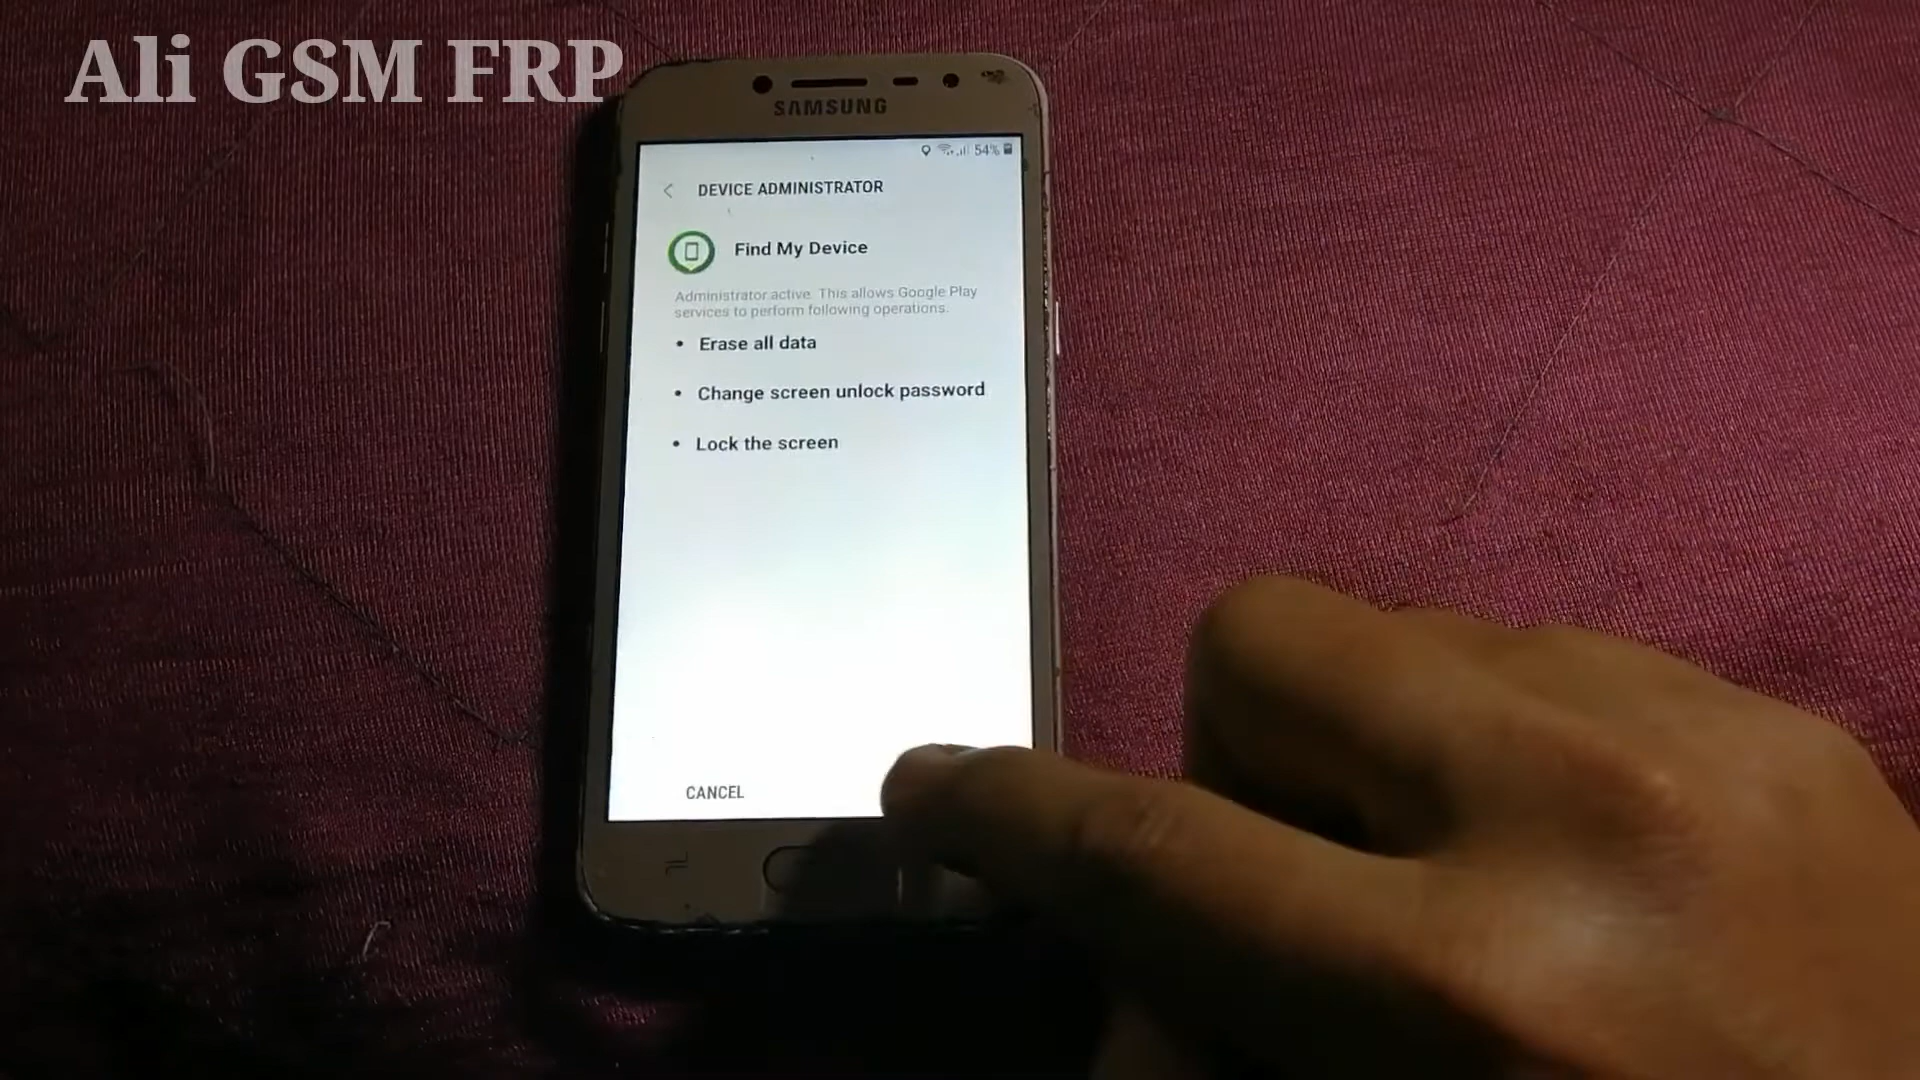 Ali GSM FRP
SAMSUNG
54%
DEVICE ADMINISTRATOR
Find My Device
Administrator active. This allows Google Play
services to perform following operations.
• Erase all data
• Change screen unlock password
• Lock the screen
CANCEL